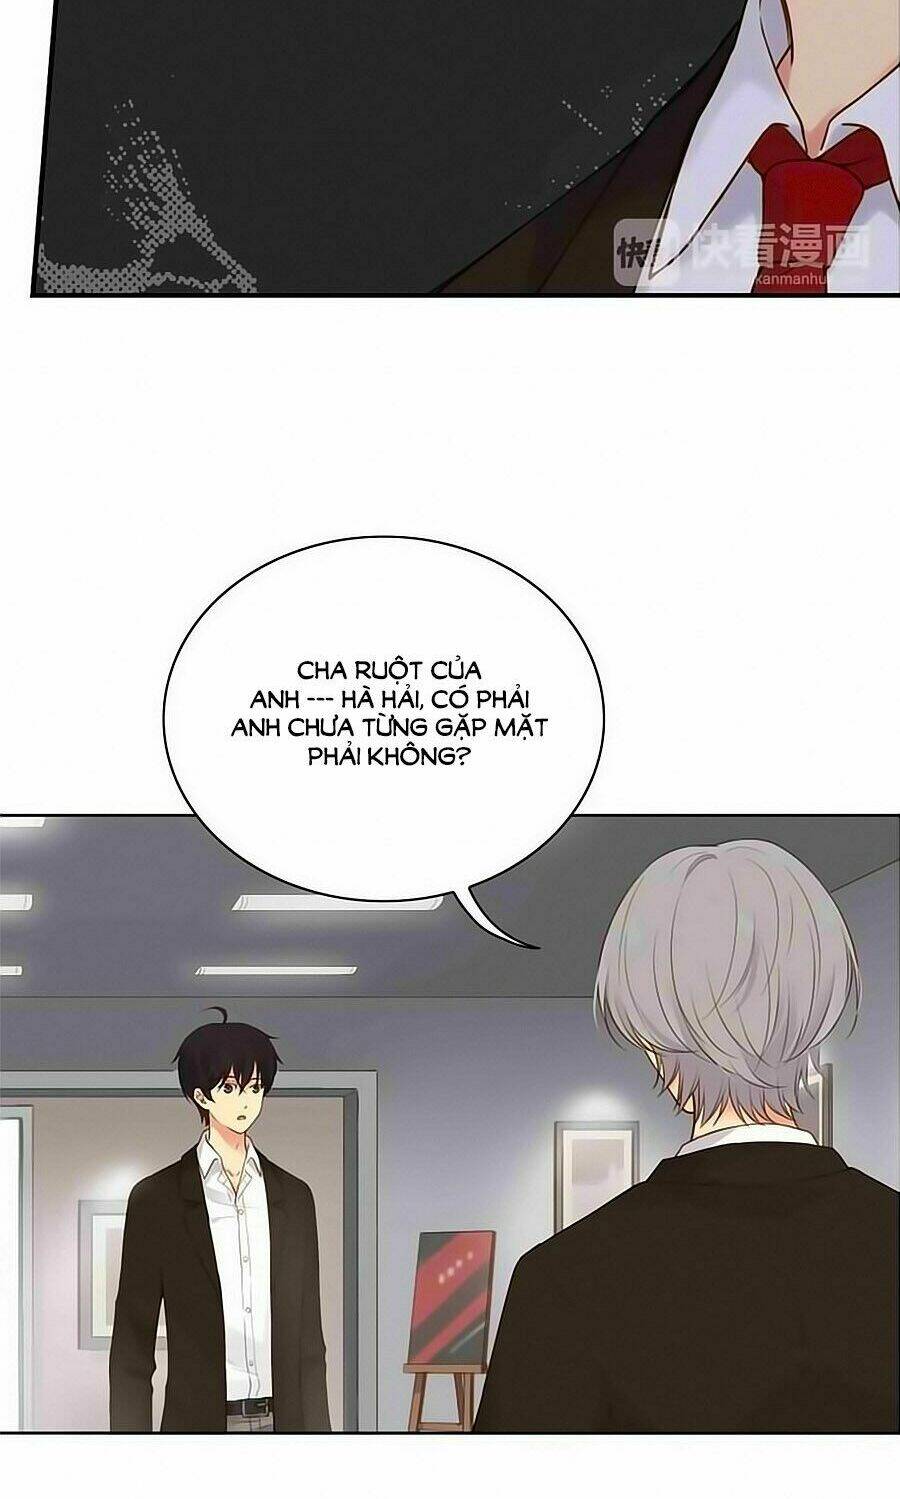 快看漫画
kanmanhu
CHA RUỘT CỦA
ANH --- HÀ HẢI, CÓ PHẢI
ANH CHƯA TỪNG GẶP MẶT
PHẢI KHÔNG?